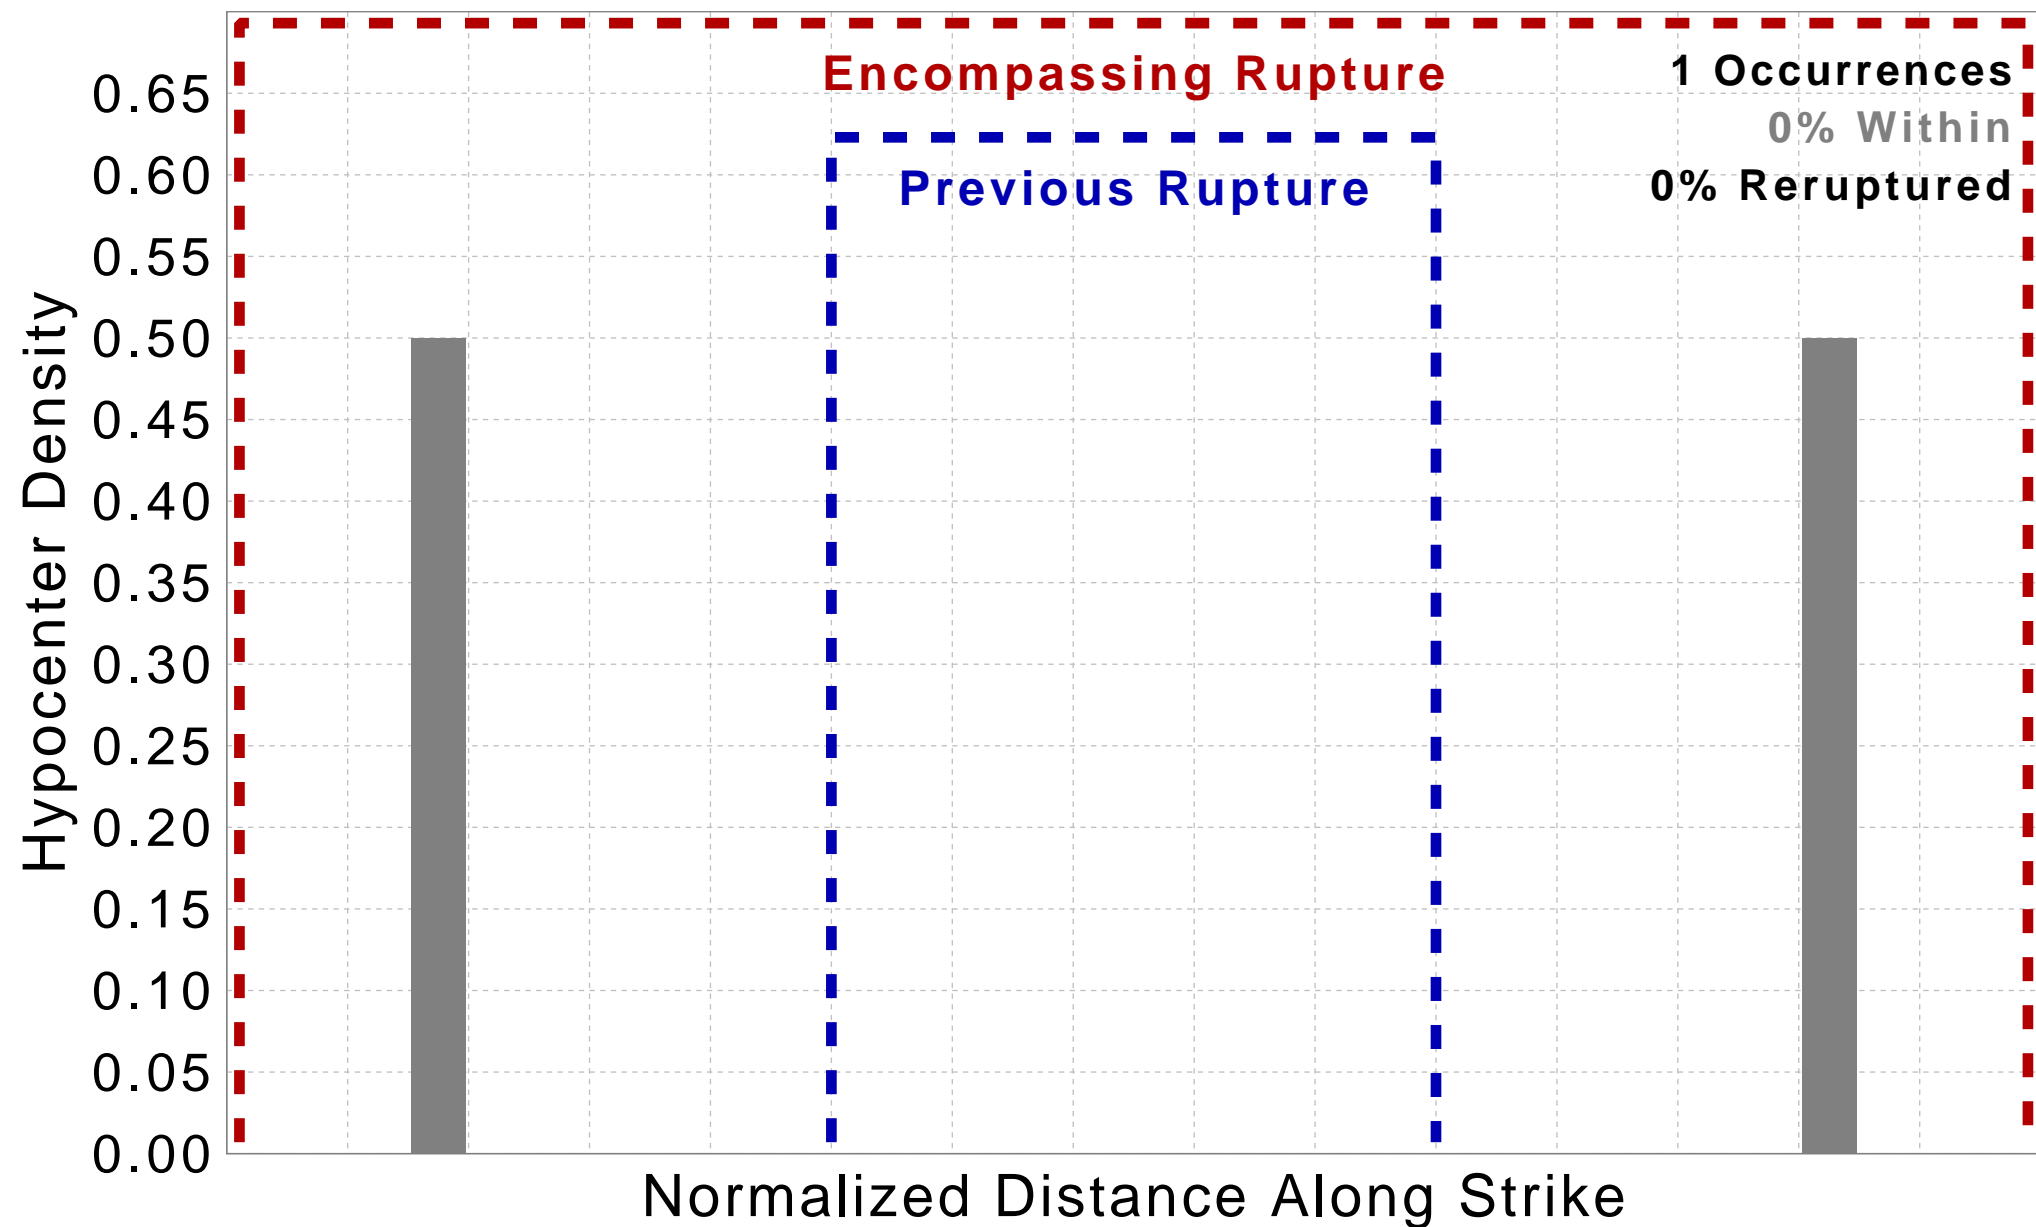 Encompassing Rupture
1 Occurrences
0% Within
Previous Rupture
0% Reruptured
Hypocenter Density
0.65
0.60
0.55
0.50
0.45
0.40
0.35
0.30
0.25
0.20
0.15
0.10
0.05
0.00
Normalized Distance Along Strike